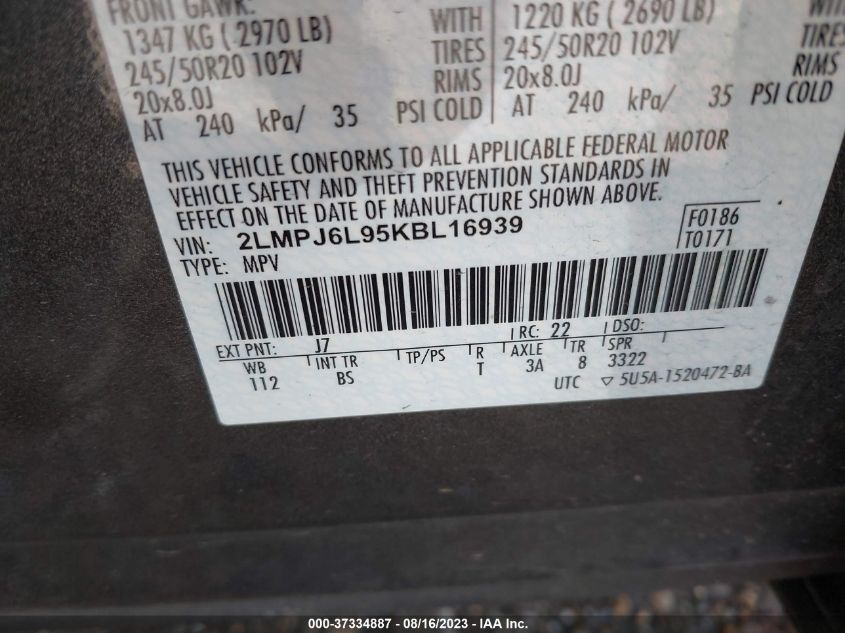 FRONT GAWR:
1347 KG ( 2970 LB) WITH 1220 KG ( 2690 LB) WITH
245/50R20 102V TIRES 245/50R20 102V TIRES
20x8.0J RIMS 20x8.0J RIMS
AT 240 kPa/ 35 PSI COLD AT 240 kPa/ 35 PSI COLD
THIS VEHICLE CONFORMS TO ALL APPLICABLE FEDERAL MOTOR
VEHICLE SAFETY AND THEFT PREVENTION STANDARDS IN
EFFECT ON THE DATE OF MANUFACTURE SHOWN ABOVE.
VIN: 2LMPJ6L95KBL16939 F0186
TYPE: MPV T0171
EXT PNT: J7 RC: 22 DSO:
WB INT TR TP/PS R AXLE TR SPR
112 BS T 3A 8 3322
UTC ▽ 5U5A-1520472-BA
000-37334887 - 08/16/2023 - IAA Inc.